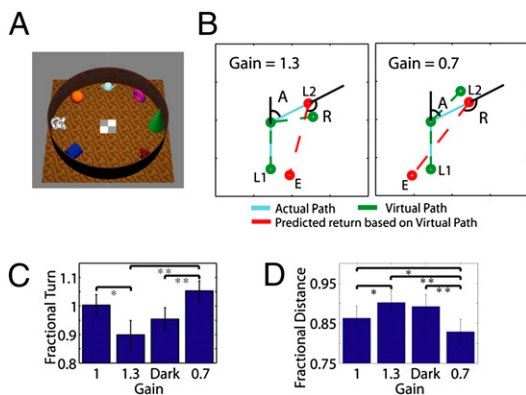 A
B
Gain = 1.3
A
L2
R
L1
E
Gain = 0.7
A
L2
R
L1
E
Actual Path
Virtual Path
Predicted return based on Virtual Path
C
Fractional Turn
1.1
1
0.9
0.8
*
**
**
1
1.3
Dark
0.7
Gain
D
Fractional Distance
0.95
0.85
0.75
*
*
**
**
1
1.3
Dark
0.7
Gain